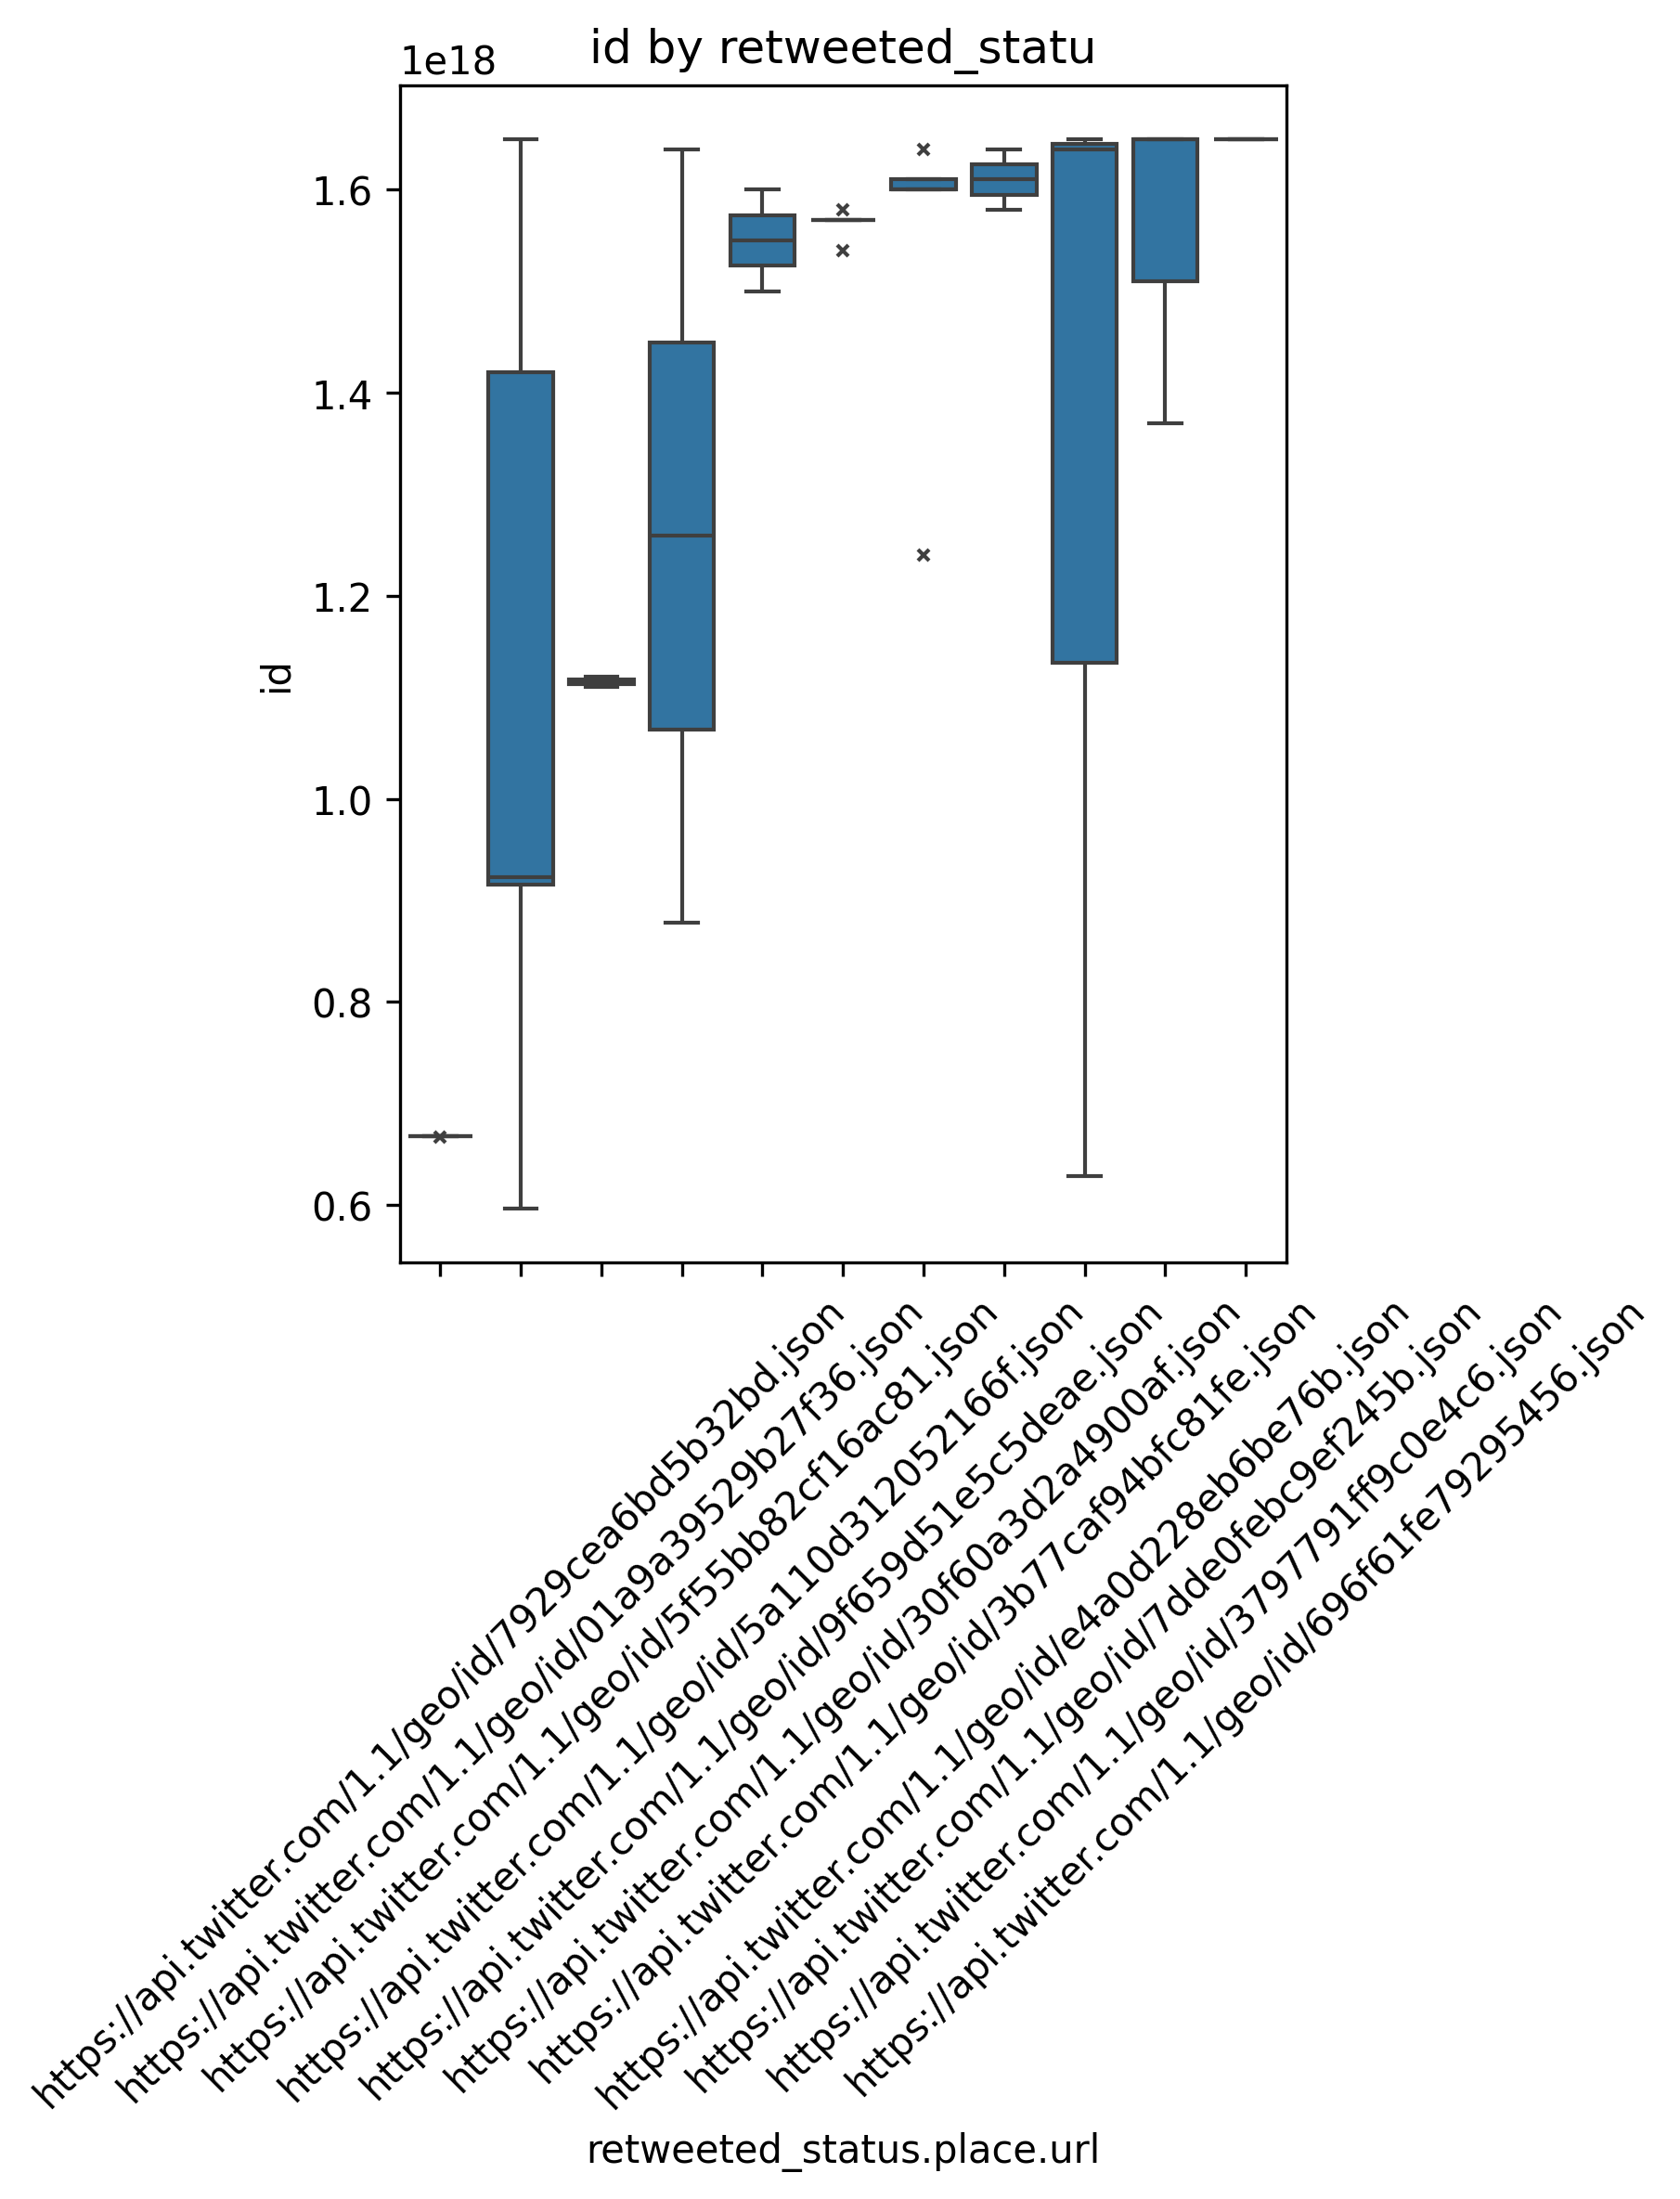 id by retweeted_statu
1e18
1.6
1.4
1.2
1.0
0.8
0.6
id
https://api.twitter.com/1.1/geo/id/7929cea6bd5b32bd.json
https://api.twitter.com/1.1/geo/id/01a9a39529b27f36.json
https://api.twitter.com/1.1/geo/id/5f55bb82cf16ac81.json
https://api.twitter.com/1.1/geo/id/5a110d312052166f.json
https://api.twitter.com/1.1/geo/id/9f659d51e5c5deae.json
https://api.twitter.com/1.1/geo/id/30f60a3d2a4900af.json
https://api.twitter.com/1.1/geo/id/3b77caf94bfc81fe.json
https://api.twitter.com/1.1/geo/id/e4a0d228eb6be76b.json
https://api.twitter.com/1.1/geo/id/7dde0febc9ef245b.json
https://api.twitter.com/1.1/geo/id/3797791ff9c0e4c6.json
https://api.twitter.com/1.1/geo/id/696f61fe79295456.json
retweeted_status.place.url